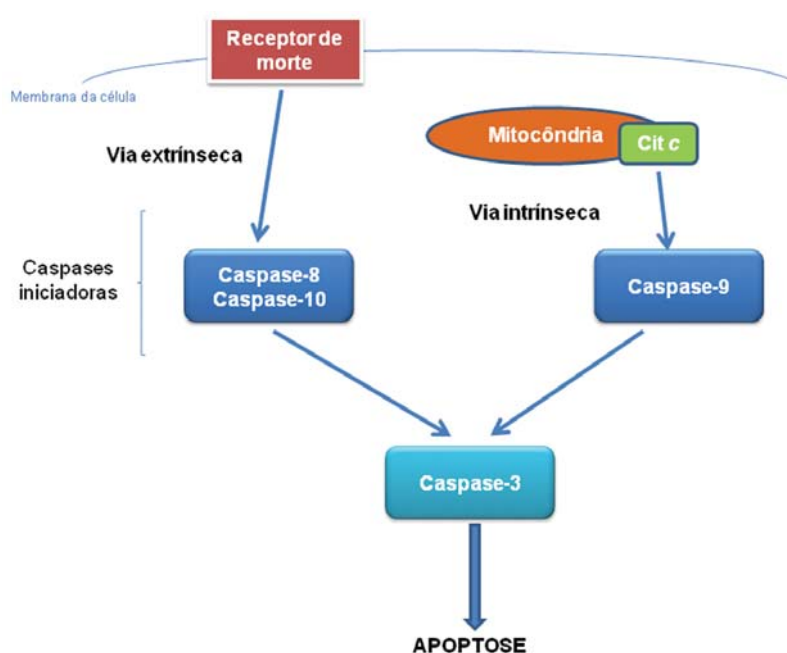 Receptor de
morte
Membrana da célula
Mitocôndria
Cit c
Via extrínseca
Via intrínseca
Caspases
iniciadoras
Caspase-8
Caspase-10
Caspase-9
Caspase-3
APOPTOSE